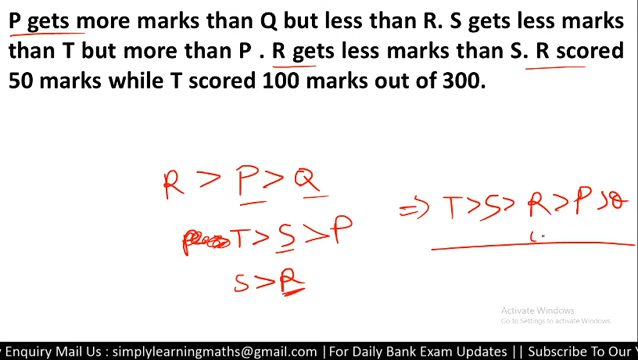 P gets more marks than Q but less than R. S gets less marks
than T but more than P . R gets less marks than S. R scored
50 marks while T scored 100 marks out of 300.
R > P > Q
T > S > P
S > R
⇒ T > S > R > P > Q
Activate Windows
Go to Settings to activate Windows.
Enquiry Mail Us : simplylearningmaths@gmail.com |For Daily Bank Exam Updates || Subscribe To Our